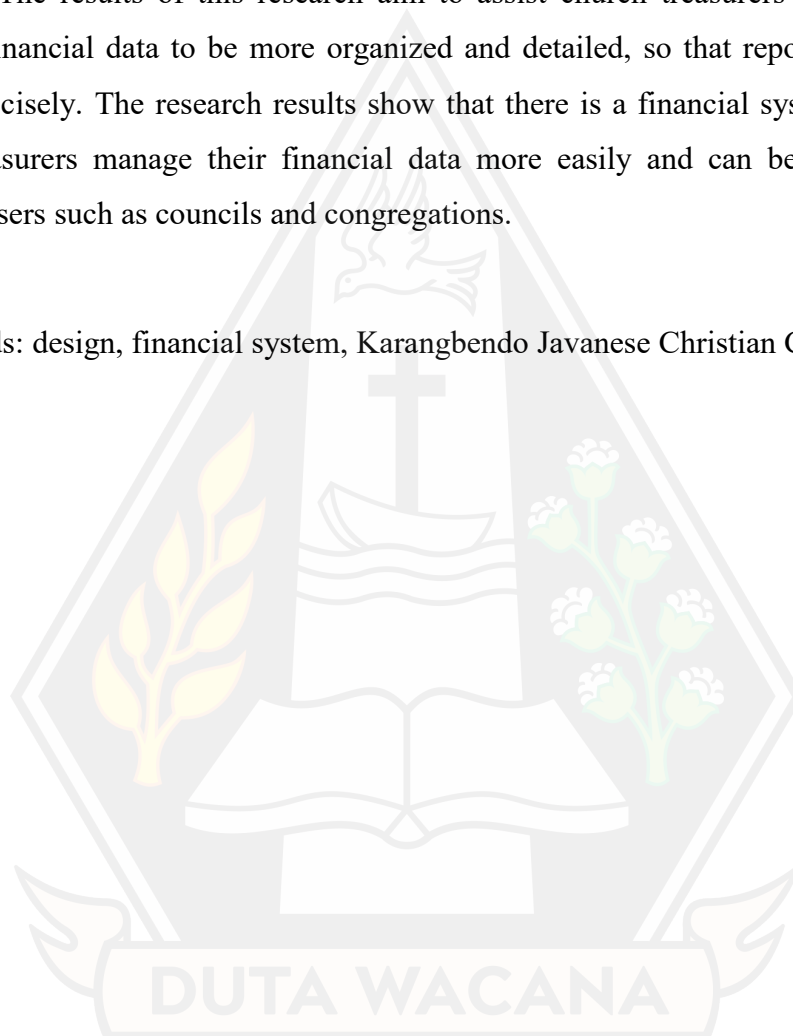 The results of this research aim to assist church treasurers
nancial data to be more organized and detailed, so that repo
cisely. The research results show that there is a financial sys
surers manage their financial data more easily and can be
sers such as councils and congregations.
ls: design, financial system, Karangbendo Javanese Christian C
DUTA WACANA